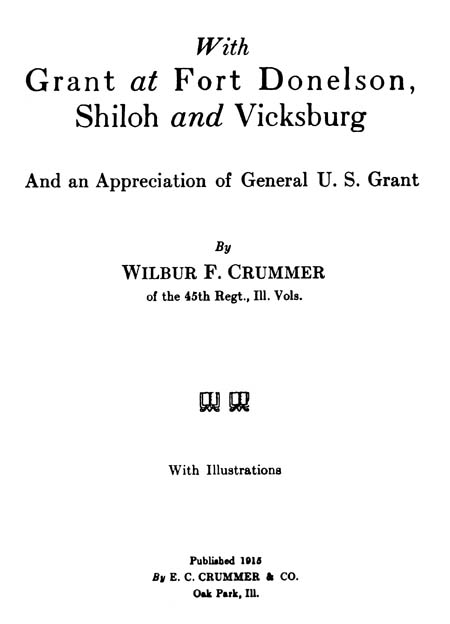 With
Grant at Fort Donelson,
Shiloh and Vicksburg
And an Appreciation of General U. S. Grant
By
WILBUR F. CRUMMER
of the 45th Regt., Ill. Vols.
With Illustrations
Published 1915
By E. C. CRUMMER & CO.
Oak Park, Ill.